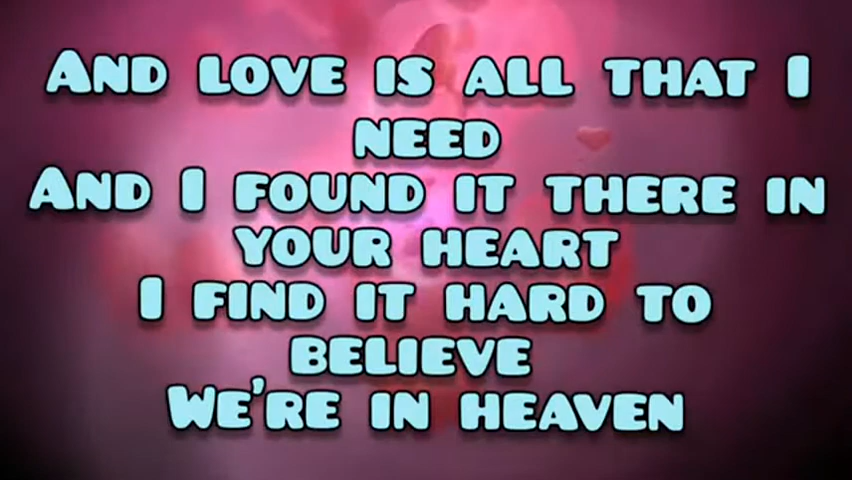 And love is all that I
need
And I found it there in
your heart
I find it hard to
believe
We're in heaven